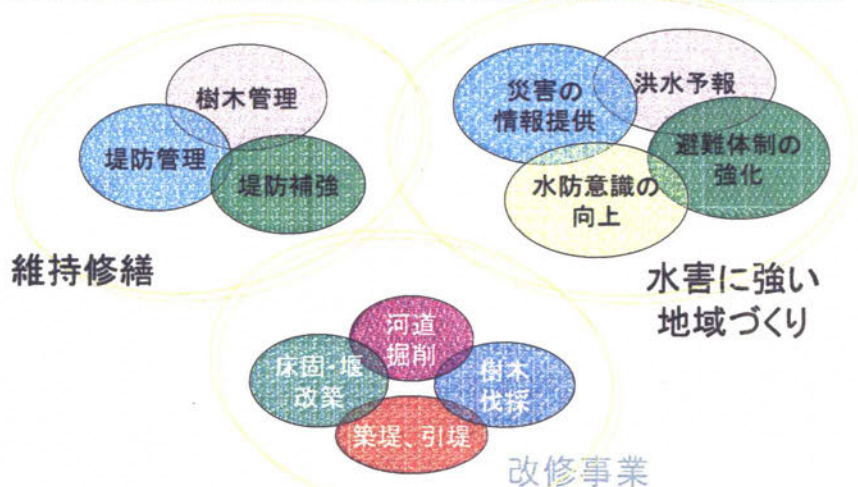 樹木管理
堤防管理
堤防補強
維持修繕
災害の
情報提供
洪水予報
避難体制の
強化
水防意識の
向上
水害に強い
地域づくり
河道
掘削
床固・堰
改築
樹木
伐採
築堤、引堤
改修事業